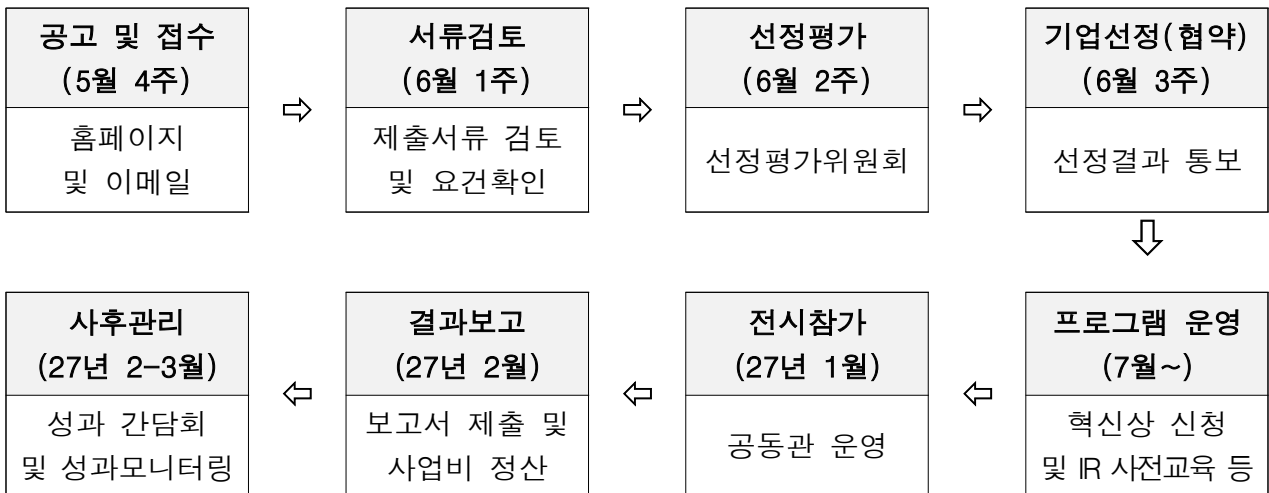 공고 및 접수
(5월 4주)
홈페이지
및 이메일
서류검토
(6월 1주)
제출서류 검토
및 요건확인
선정평가
(6월 2주)
선정평가위원회
기업선정(협약)
(6월 3주)
선정결과 통보
프로그램 운영
(7월~)
혁신상 신청
및 IR 사전교육 등
전시참가
(27년 1월)
공동관 운영
결과보고
(27년 2월)
보고서 제출 및
사업비 정산
사후관리
(27년 2-3월)
성과 간담회
및 성과모니터링